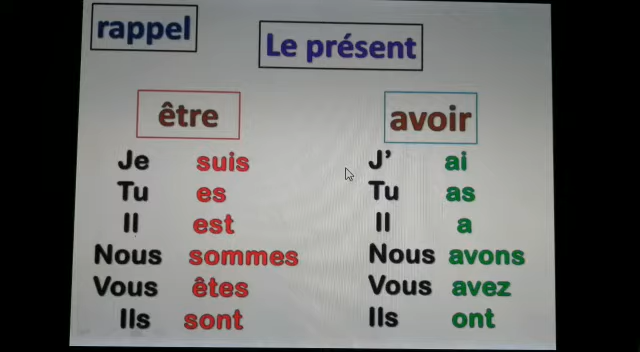 rappel
Le présent
être avoir
Je suis J' ai
Tu es Tu as
Il est Il a
Nous sommes Nous avons
Vous êtes Vous avez
Ils sont Ils ont